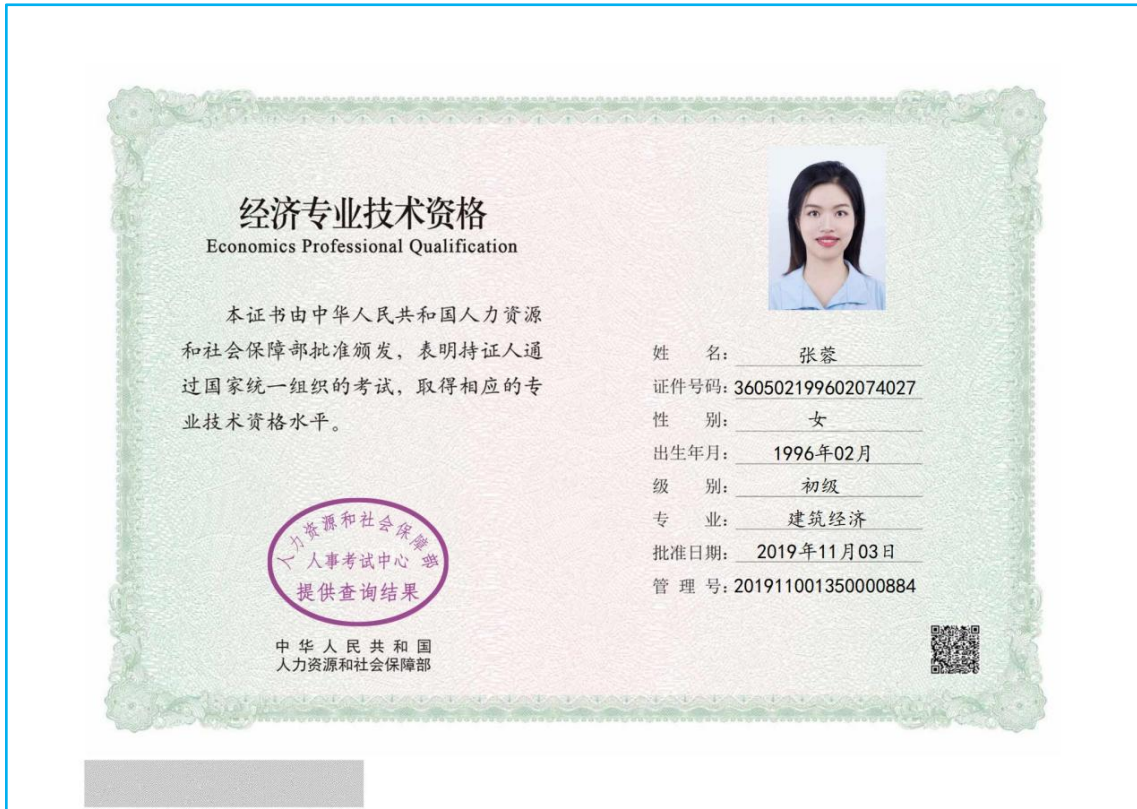 经济专业技术资格
Economics Professional Qualification
本证书由中华人民共和国人力资源
和社会保障部批准颁发，表明持证人通
过国家统一组织的考试，取得相应的专
业技术资格水平。
人力资源和社会保障部
人事考试中心
提供查询结果
中华人民共和国
人力资源和社会保障部
姓 名：张蓉
证件号码：360502199602074027
性 别：女
出生年月：1996年02月
级 别：初级
专 业：建筑经济
批准日期：2019年11月03日
管 理 号：201911001350000884